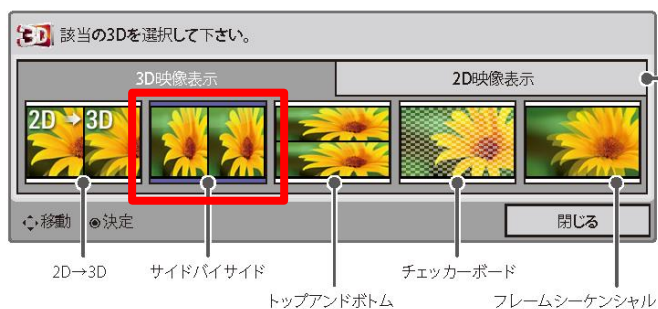 3D 該当の3Dを選択して下さい。
3D映像表示 2D映像表示
2D→3D
移動 決定 閉じる
2D→3D サイドバイサイド チェッカーボード
トップアンドボトム フレームシーケンシャル